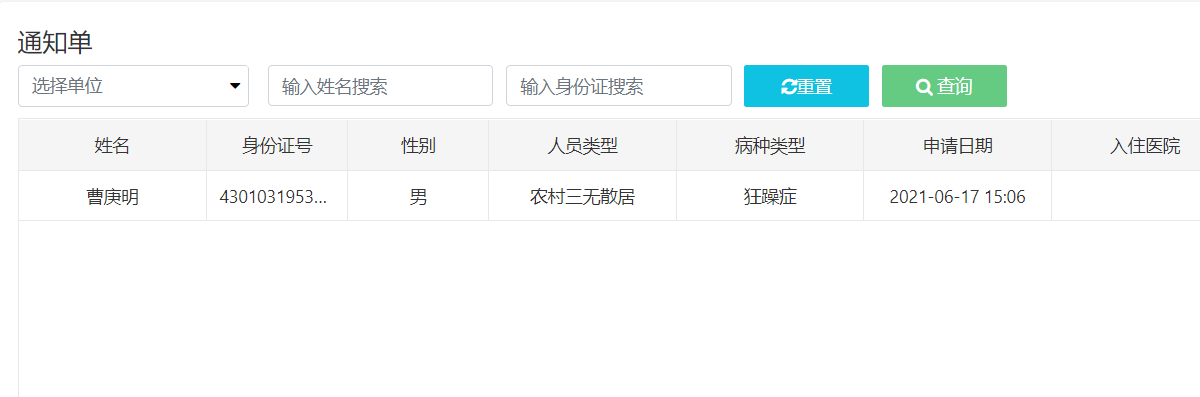 通知单
选择单位 输入姓名搜索 输入身份证搜索 重置 查询
姓名 身份证号 性别 人员类型 病种类型 申请日期 入住医院
曹庚明 4301031953... 男 农村三无散居 狂躁症 2021-06-17 15:06